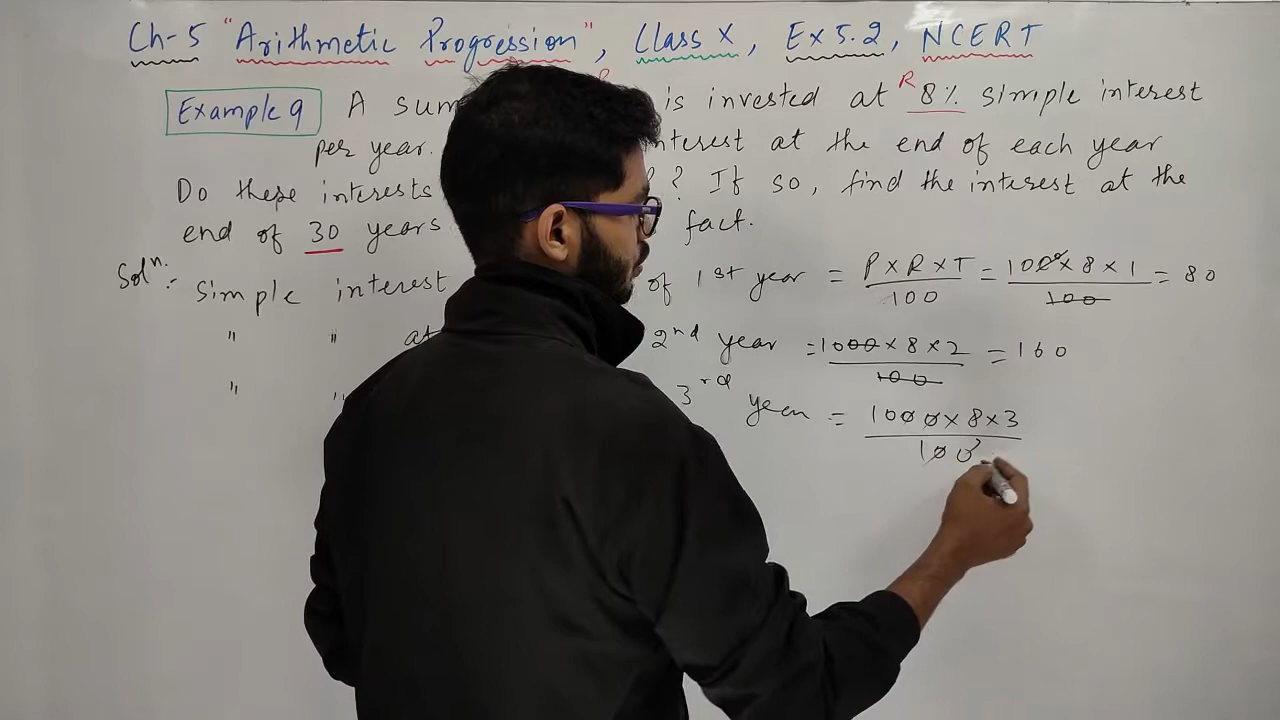 Ch-5 "Arithmetic Progression", Class X, Ex 5.2, NCERT
Example 9 A sum is invested at R 8% simple interest
per year. interest at the end of each year
Do these interests ? If so, find the interest at the
end of 30 years fact.
Solⁿ :- Simple interest of 1st year = P×R×T/100 = 1000×8×1/100 = 80
" " at 2nd year = 1000×8×2/100 = 160
" " 3rd year = 1000×8×3/100